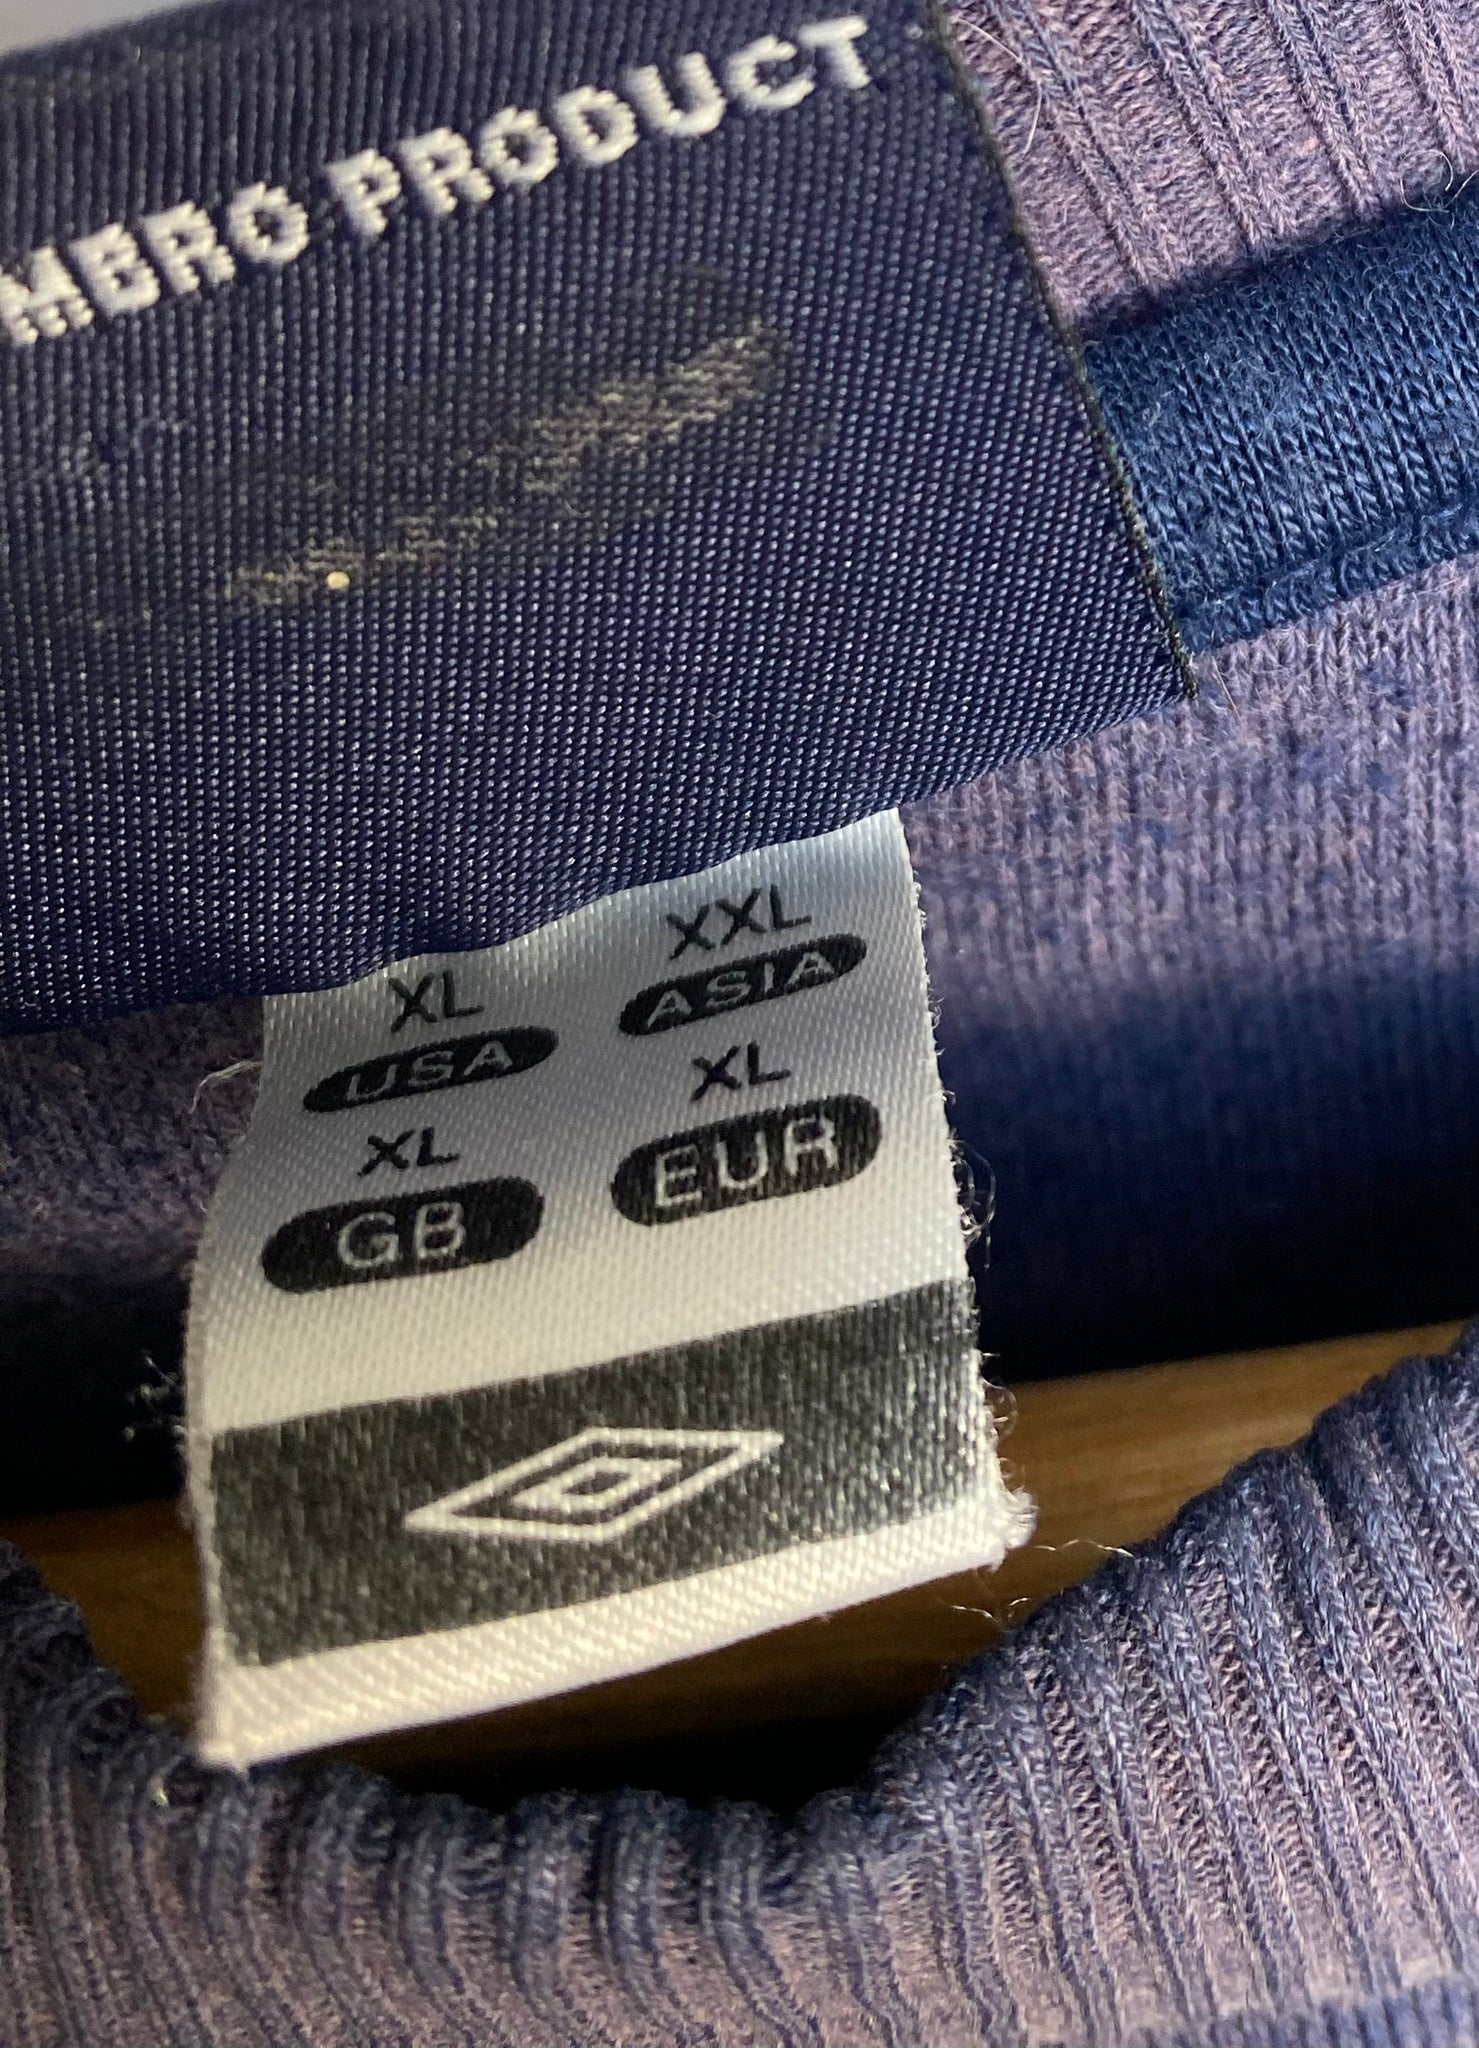 MBRO PRODUCT
XL XXL
USA ASIA
XL XL
GB EUR